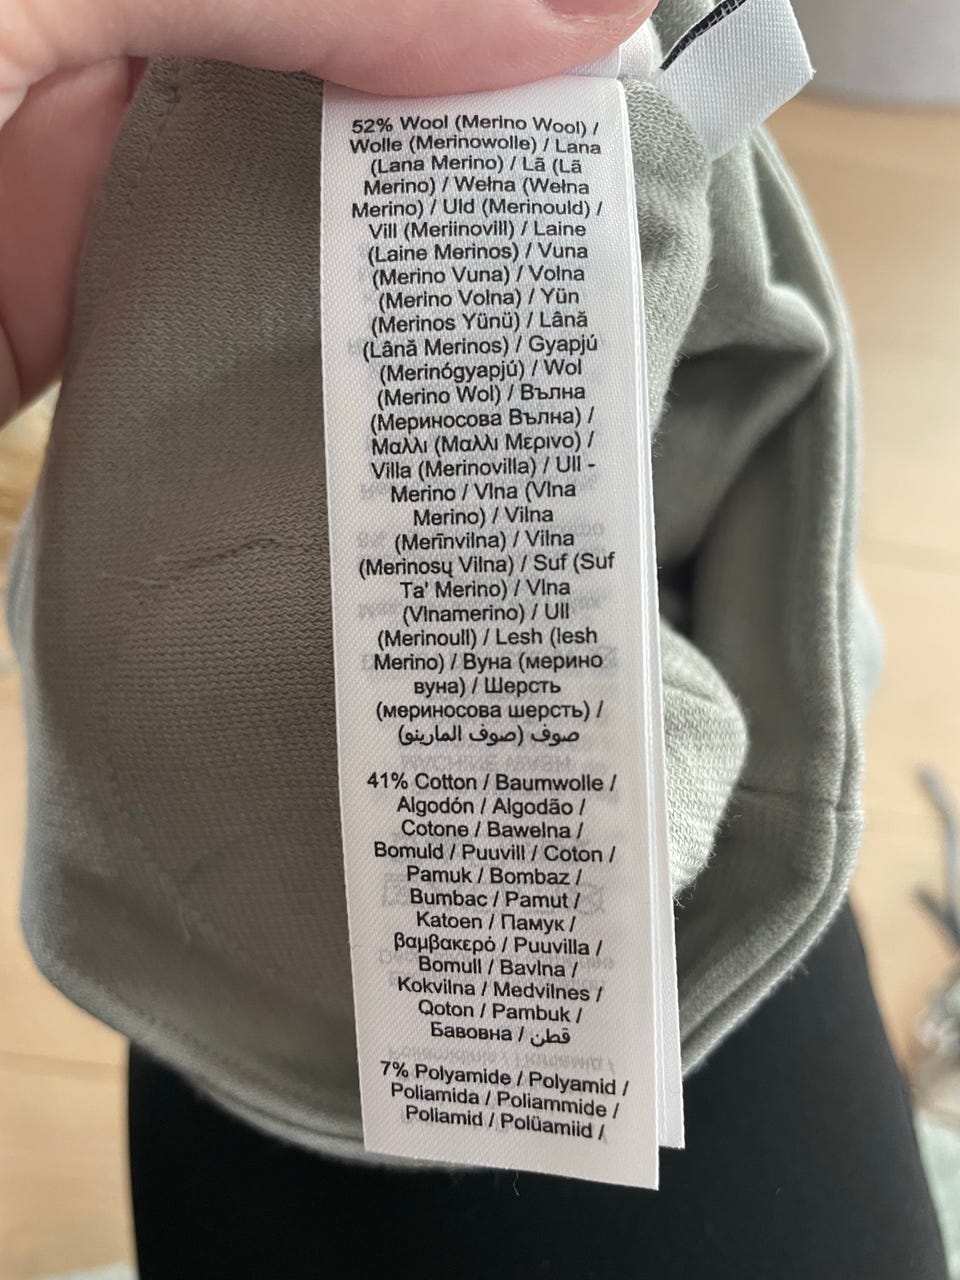 52% Wool (Merino Wool) /
Wolle (Merinowolle) / Lana
(Lana Merino) / Lã (Lã
Merino) / Wełna (Wełna
Merino) / Uld (Merinould) /
Vill (Meriinovill) / Laine
(Laine Merinos) / Vuna
(Merino Vuna) / Volna
(Merino Volna) / Yün
(Merinos Yünü) / Lână
(Lână Merinos) / Gyapjú
(Merinógyapjú) / Wol
(Merino Wol) / Вълна
(Мериносова Вълна) /
Μαλλι (Μαλλι Μερινο) /
Villa (Merinovilla) / Ull -
Merino / Vlna (Vlna
Merino) / Vilna
(Merīnvilna) / Vilna
(Merinosų Vilna) / Suf (Suf
Ta' Merino) / Vlna
(Vlnamerino) / Ull
(Merinoull) / Lesh (lesh
Merino) / Вуна (мерино
вуна) / Шерсть
(мериносова шерсть) /
صوف (صوف المارينو)
41% Cotton / Baumwolle /
Algodón / Algodão /
Cotone / Bawelna /
Bomuld / Puuvill / Coton /
Pamuk / Bombaz /
Bumbac / Pamut /
Katoen / Памук /
βαμβακερό / Puuvilla /
Bomull / Bavlna /
Kokvilna / Medvilnes /
Qoton / Pambuk /
Бавовна / قطن
7% Polyamide / Polyamid /
Poliamida / Poliammide /
Poliamid / Polüamiid /